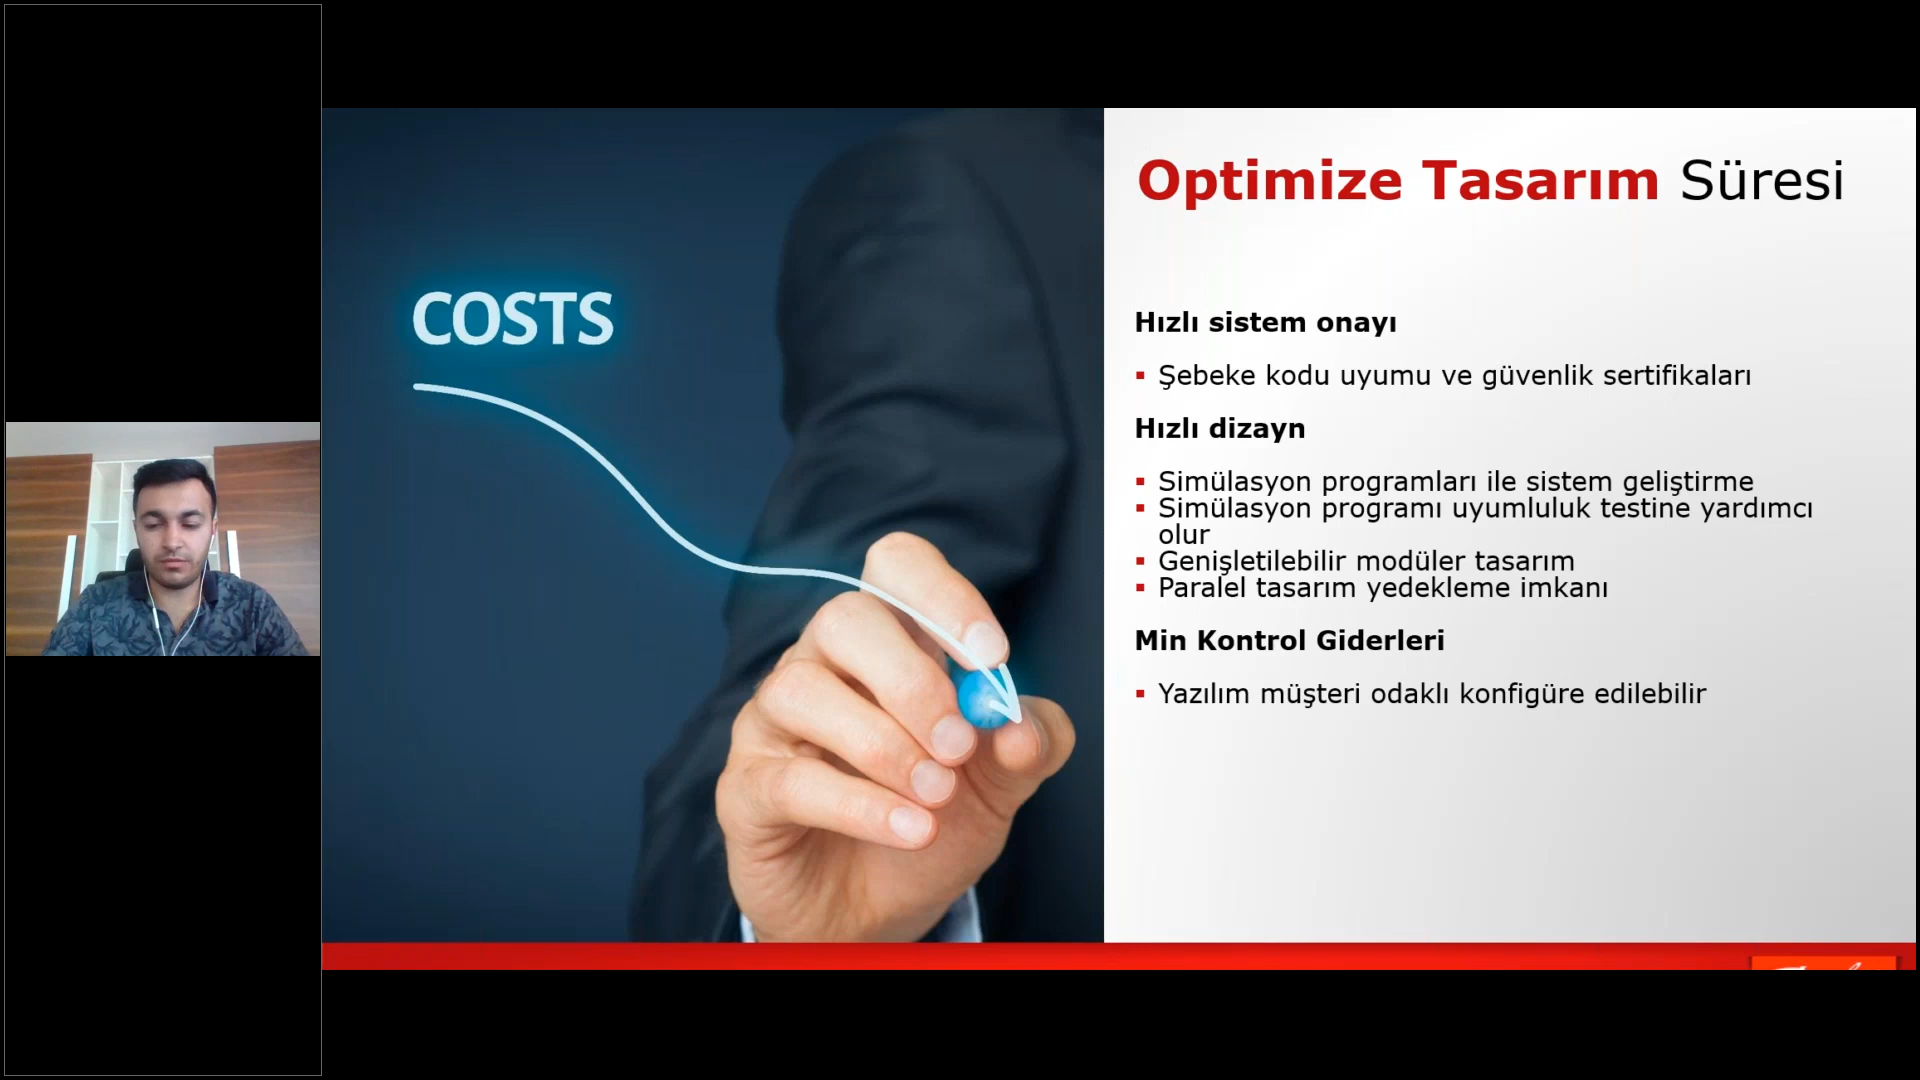 COSTS
Optimize Tasarım Süresi
Hızlı sistem onayı
▪ Şebeke kodu uyumu ve güvenlik sertifikaları
Hızlı dizayn
▪ Simülasyon programları ile sistem geliştirme
▪ Simülasyon programı uyumluluk testine yardımcı
olur
▪ Genişletilebilir modüler tasarım
▪ Paralel tasarım yedekleme imkanı
Min Kontrol Giderleri
▪ Yazılım müşteri odaklı konfigüre edilebilir